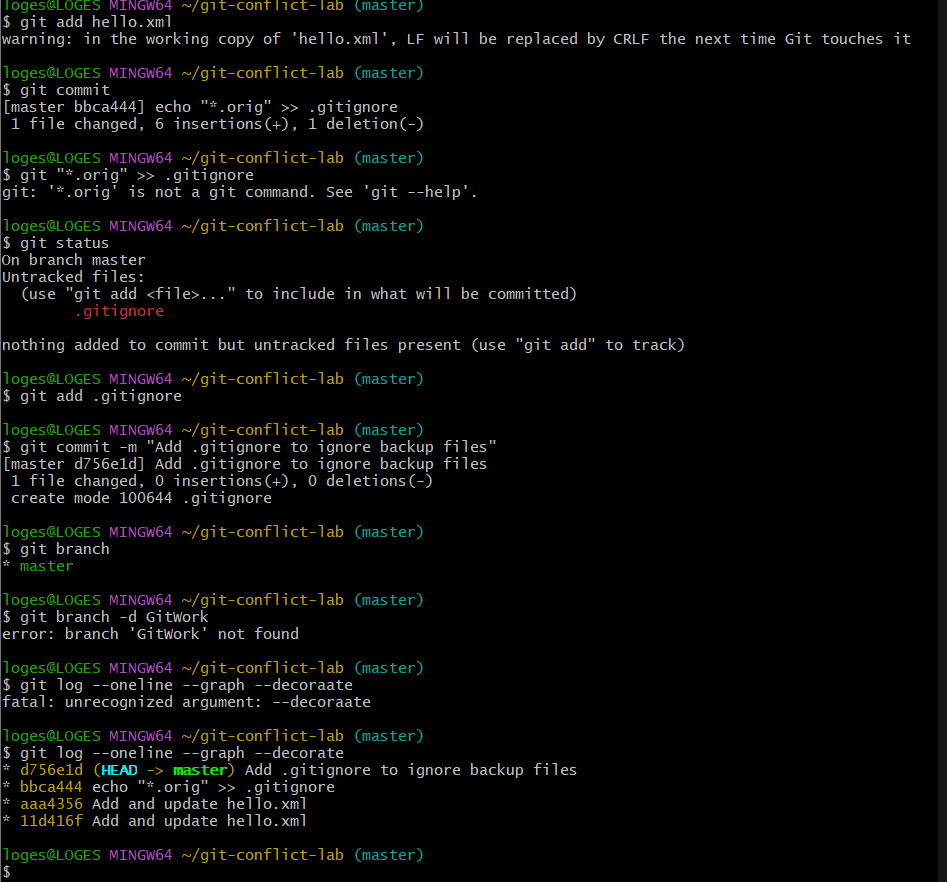 loges@LOGES MINGW64 ~/git-conflict-lab (master)
$ git add hello.xml
warning: in the working copy of 'hello.xml', LF will be replaced by CRLF the next time Git touches it
loges@LOGES MINGW64 ~/git-conflict-lab (master)
$ git commit
[master bbca444] echo "*.orig" >> .gitignore
 1 file changed, 6 insertions(+), 1 deletion(-)
loges@LOGES MINGW64 ~/git-conflict-lab (master)
$ git "*.orig" >> .gitignore
git: '*.orig' is not a git command. See 'git --help'.
loges@LOGES MINGW64 ~/git-conflict-lab (master)
$ git status
On branch master
Untracked files:
  (use "git add <file>..." to include in what will be committed)
        .gitignore
nothing added to commit but untracked files present (use "git add" to track)
loges@LOGES MINGW64 ~/git-conflict-lab (master)
$ git add .gitignore
loges@LOGES MINGW64 ~/git-conflict-lab (master)
$ git commit -m "Add .gitignore to ignore backup files"
[master d756e1d] Add .gitignore to ignore backup files
 1 file changed, 0 insertions(+), 0 deletions(-)
 create mode 100644 .gitignore
loges@LOGES MINGW64 ~/git-conflict-lab (master)
$ git branch
* master
loges@LOGES MINGW64 ~/git-conflict-lab (master)
$ git branch -d GitWork
error: branch 'GitWork' not found
loges@LOGES MINGW64 ~/git-conflict-lab (master)
$ git log --oneline --graph --decoraate
fatal: unrecognized argument: --decoraate
loges@LOGES MINGW64 ~/git-conflict-lab (master)
$ git log --oneline --graph --decorate
* d756e1d (HEAD -> master) Add .gitignore to ignore backup files
* bbca444 echo "*.orig" >> .gitignore
* aaa4356 Add and update hello.xml
* 11d416f Add and update hello.xml
loges@LOGES MINGW64 ~/git-conflict-lab (master)
$